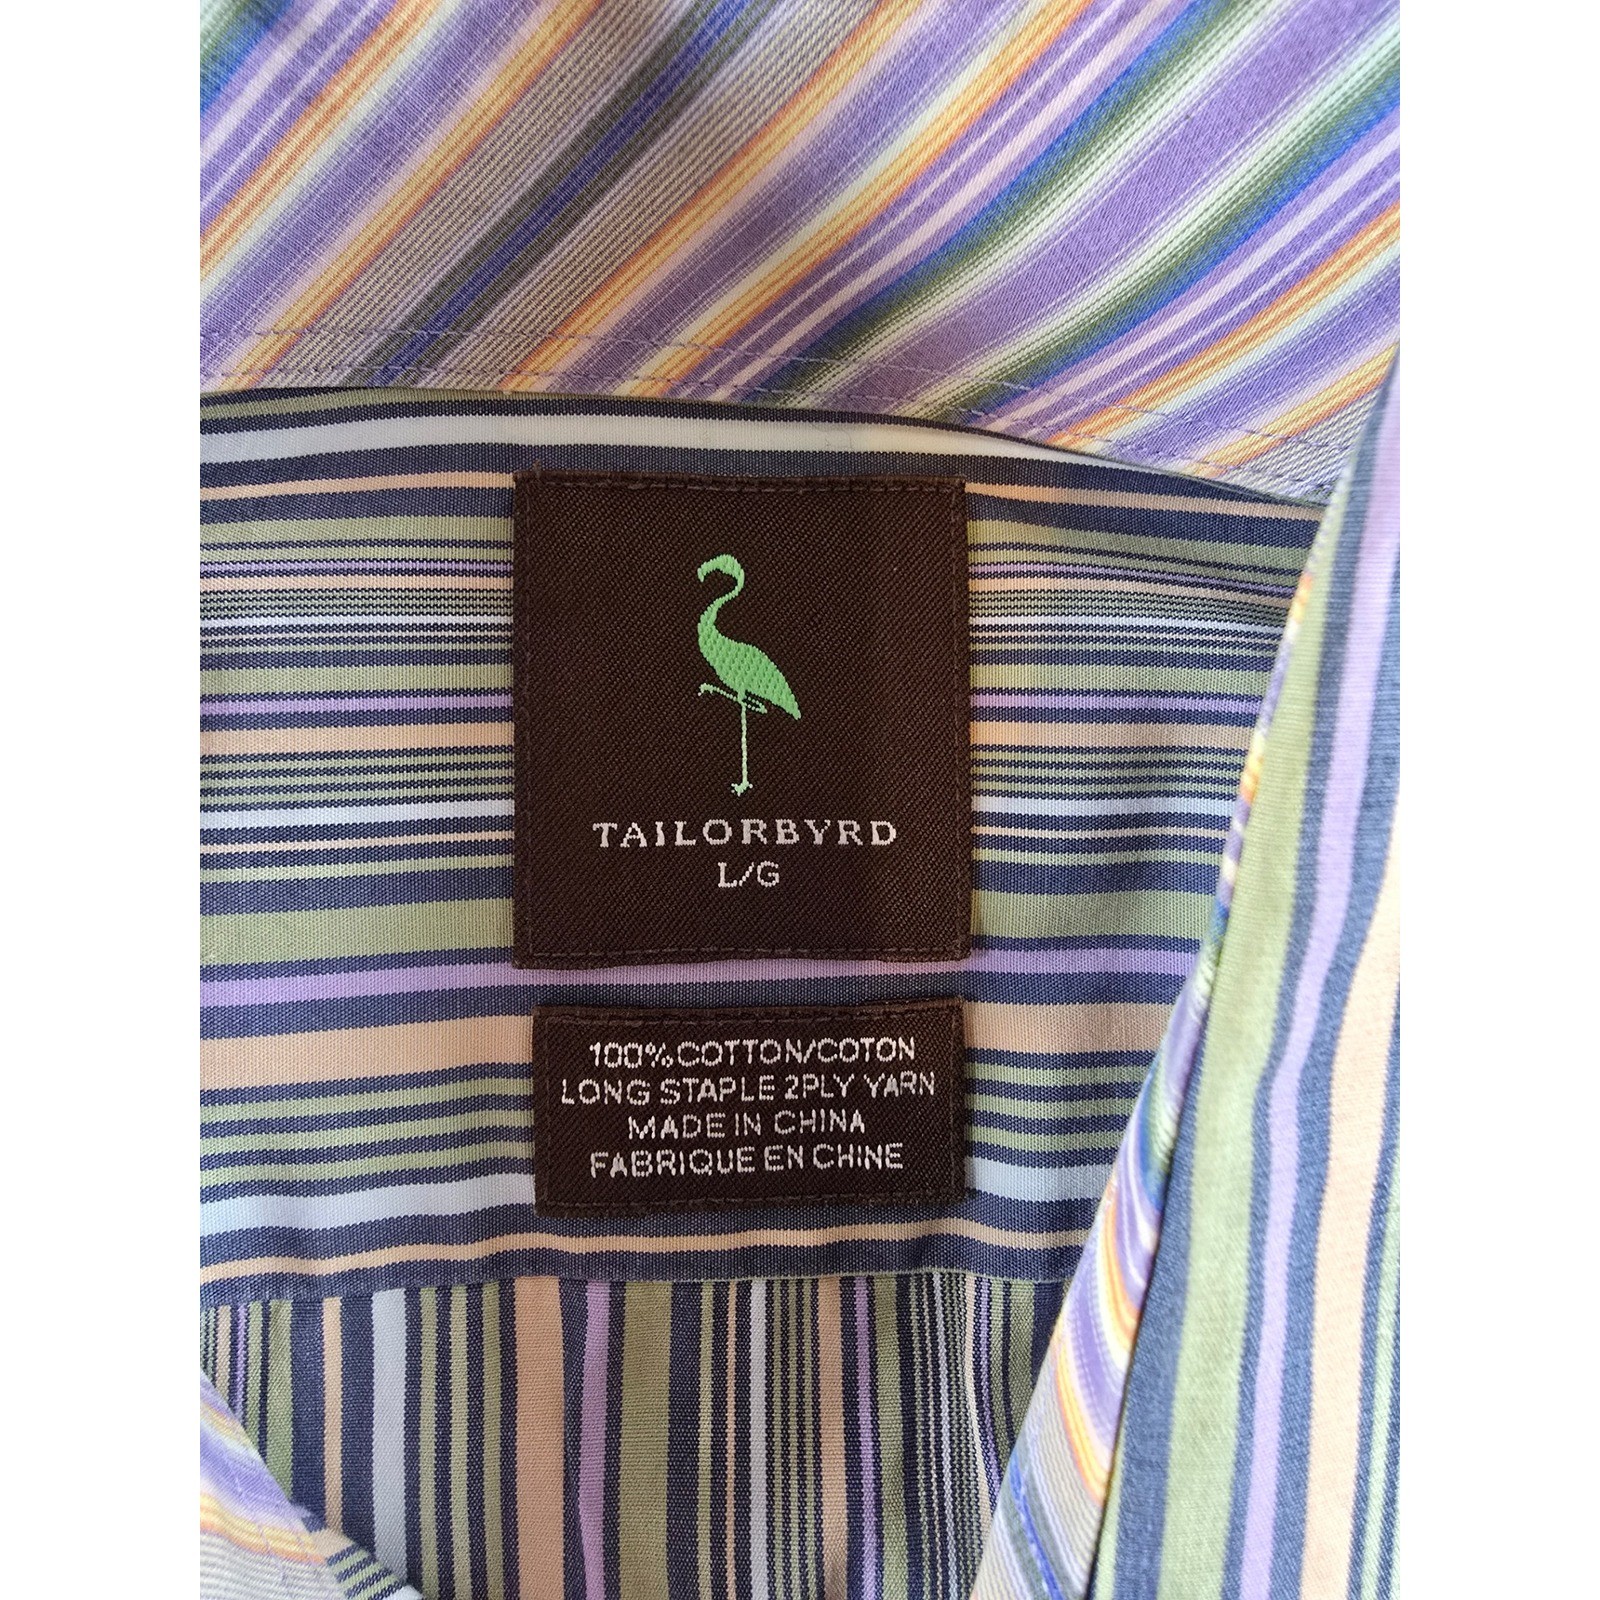 TAILORBYRD
L/G
100% COTTON/COTON
LONG STAPLE 2PLY YARN
MADE IN CHINA
FABRIQUE EN CHINE